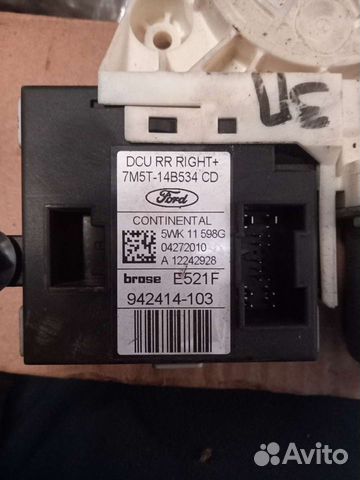 DCU RR RIGHT+
7M5T-14B534 CD
Ford
CONTINENTAL
5WK 11 598G
04272010
A 12242928
brose E521F
942414-103
Avito